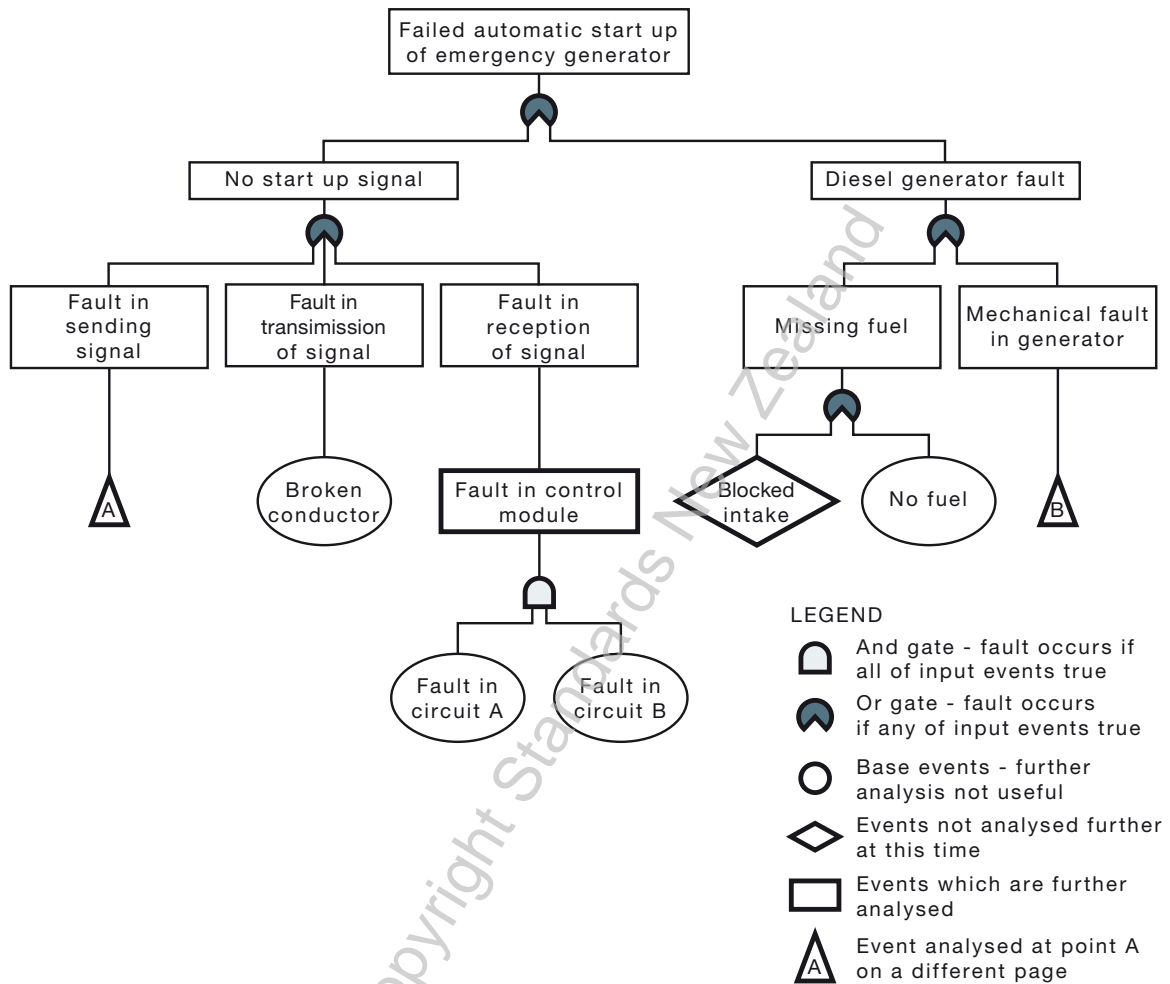 Failed automatic start up
of emergency generator
No start up signal
Diesel generator fault
Fault in
sending
signal
Fault in
transimission
of signal
Fault in
reception
of signal
Missing fuel
Mechanical fault
in generator
A
Broken
conductor
Fault in control
module
Blocked
intake
No fuel
B
Fault in
circuit A
Fault in
circuit B
LEGEND
And gate - fault occurs if
all of input events true
Or gate - fault occurs
if any of input events true
Base events - further
analysis not useful
Events not analysed further
at this time
Events which are further
analysed
A
Event analysed at point A
on a different page
opyright Standards New Zealand